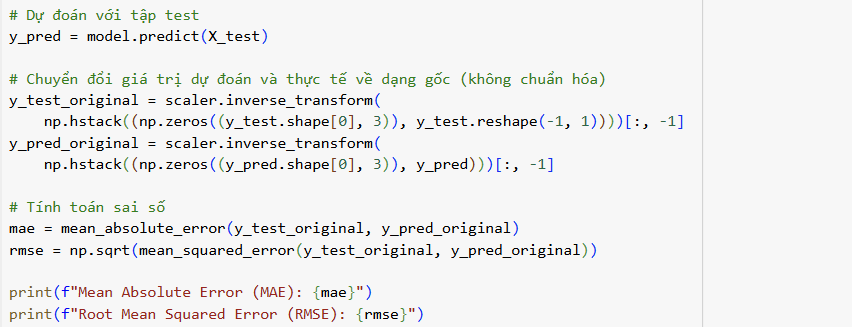 # Dự đoán với tập test
y_pred = model.predict(X_test)
# Chuyển đổi giá trị dự đoán và thực tế về dạng gốc (không chuẩn hóa)
y_test_original = scaler.inverse_transform(
    np.hstack((np.zeros((y_test.shape[0], 3)), y_test.reshape(-1, 1))))[:, -1]
y_pred_original = scaler.inverse_transform(
    np.hstack((np.zeros((y_pred.shape[0], 3)), y_pred)))[:, -1]
# Tính toán sai số
mae = mean_absolute_error(y_test_original, y_pred_original)
rmse = np.sqrt(mean_squared_error(y_test_original, y_pred_original))
print(f"Mean Absolute Error (MAE): {mae}")
print(f"Root Mean Squared Error (RMSE): {rmse}")